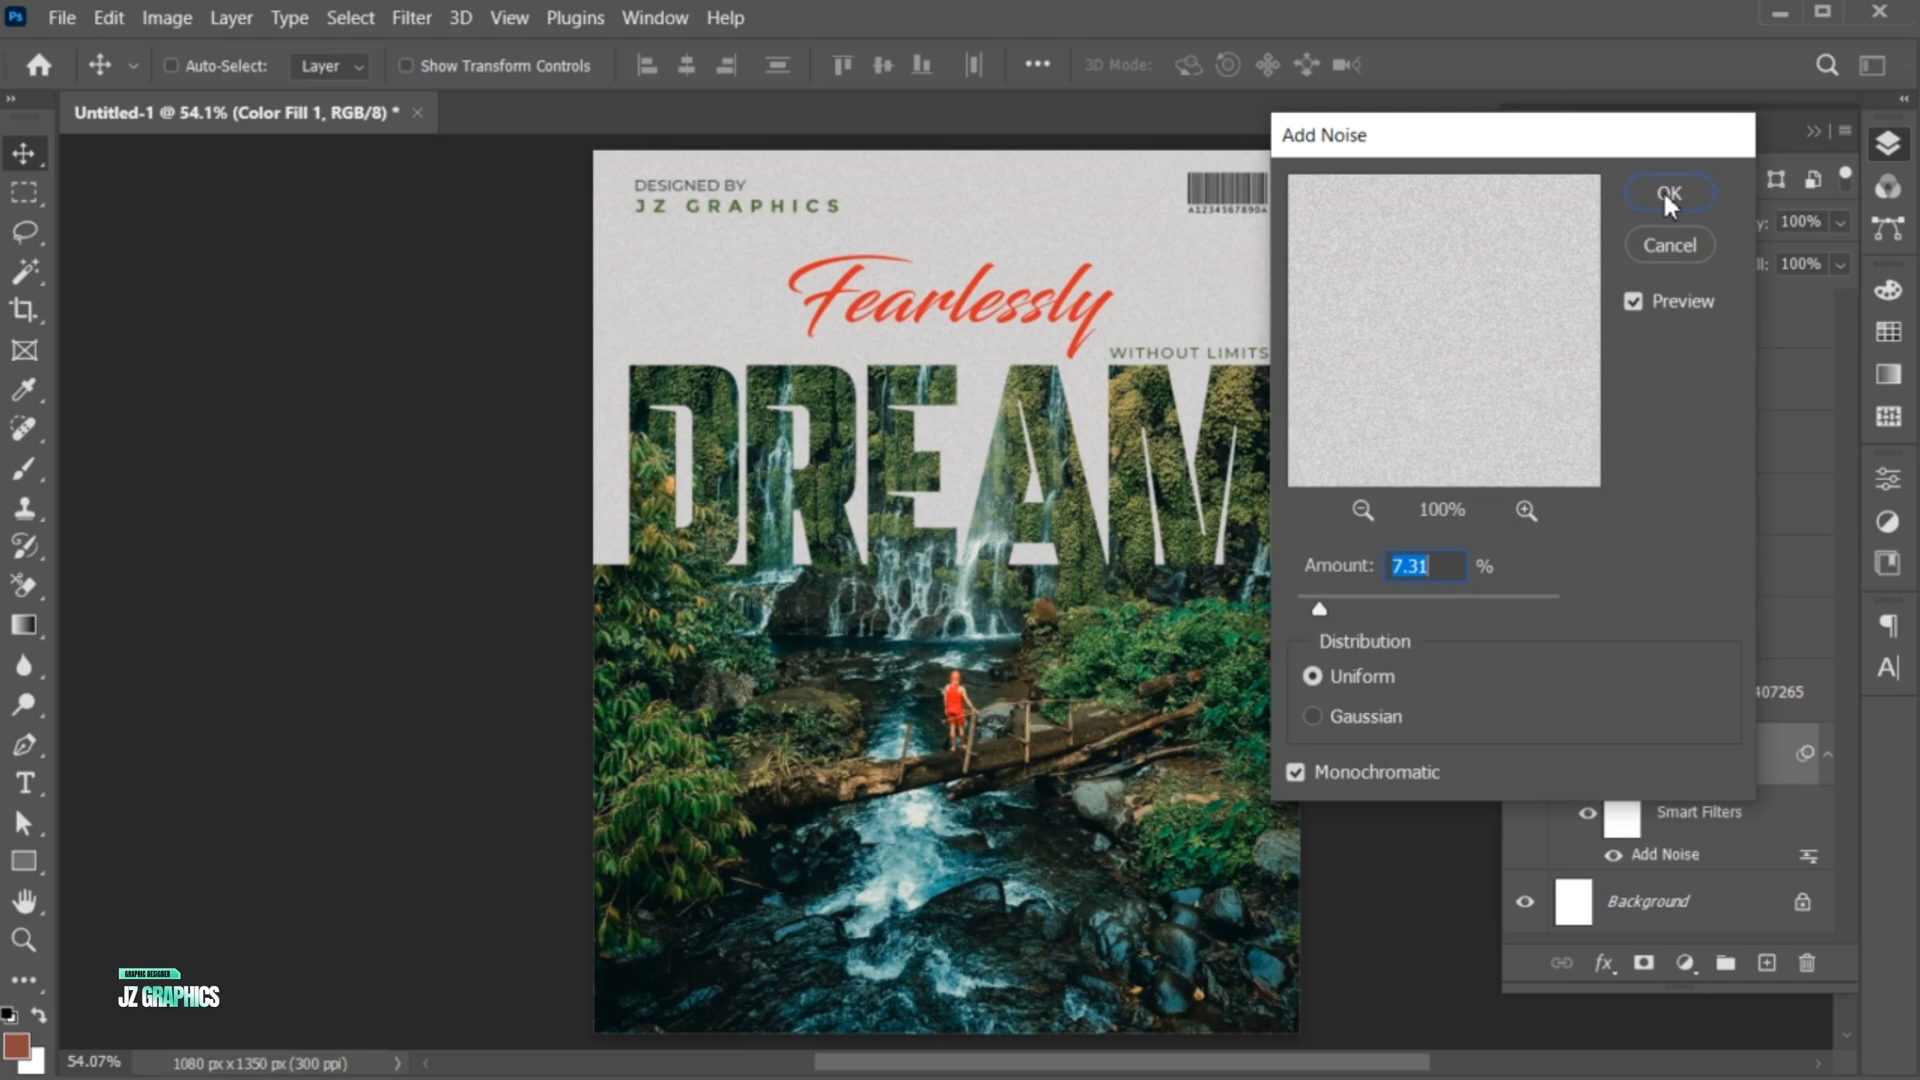 Ps File Edit Image Layer Type Select Filter 3D View Plugins Window Help
Auto-Select: Layer Show Transform Controls 3D Mode:
Untitled-1 @ 54.1% (Color Fill 1, RGB/8) *
Add Noise
DESIGNED BY
JZ GRAPHICS
A1234567890A
OK
y: 100%
Cancel
ll: 100%
Preview
Fearlessly
WITHOUT LIMITS
DREAM
100%
Amount: 7.31 %
Distribution
Uniform
407265
Gaussian
Monochromatic
Smart Filters
Add Noise
Background
fx
GRAPHIC DESIGNER
JZ GRAPHICS
T
A
54.07% 1080 px x 1350 px (300 ppi)